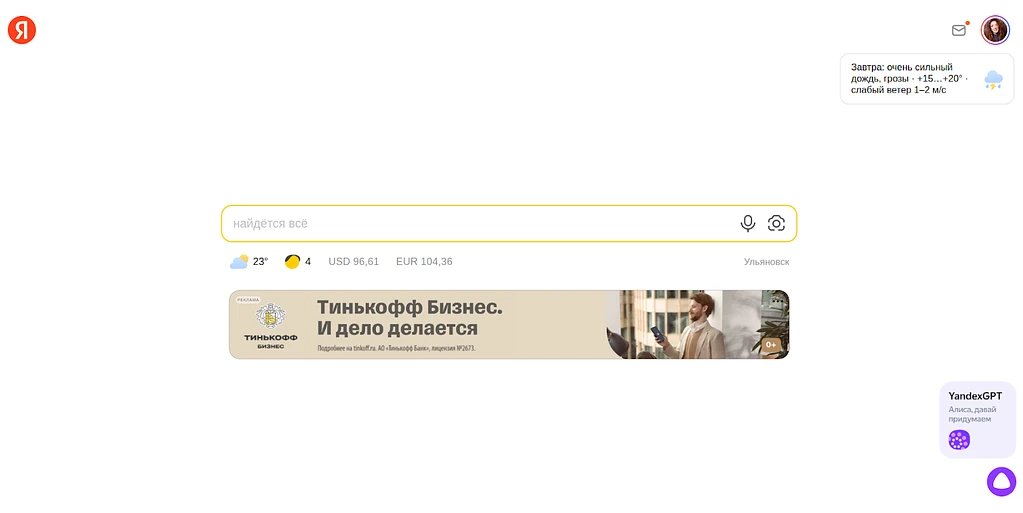 Я
Завтра: очень сильный
дождь, грозы · +15…+20° ·
слабый ветер 1–2 м/с
найдётся всё
23°
4
USD 96,61
EUR 104,36
Ульяновск
РЕКЛАМА
ТИНЬКОФФ
БИЗНЕС
Тинькофф Бизнес.
И дело делается
Подробнее на tinkoff.ru. АО «Тинькофф Банк», лицензия №2673.
0+
YandexGPT
Алиса, давай
придумаем